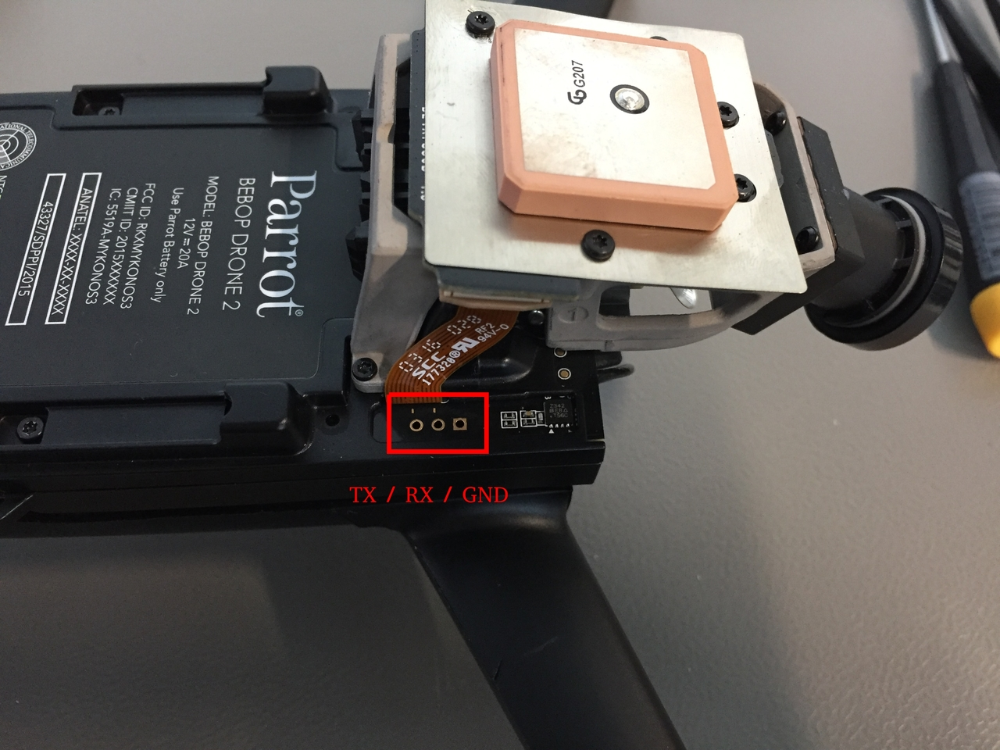 G207
Parrot®
BEBOP DRONE 2
MODEL: BEBOP DRONE 2
12V⎓20A
Use Parrot Battery only
FCC ID: RKXMYKONOS3
CMIIT ID: 2015XXXXXX
IC: 5519A-MYKONOS3
ANATEL: XXXX-XX-XXXX
43327/SDPPI/2015
0316 028
SCC
RF2
177320®
94V-0
1
TX / RX / GND